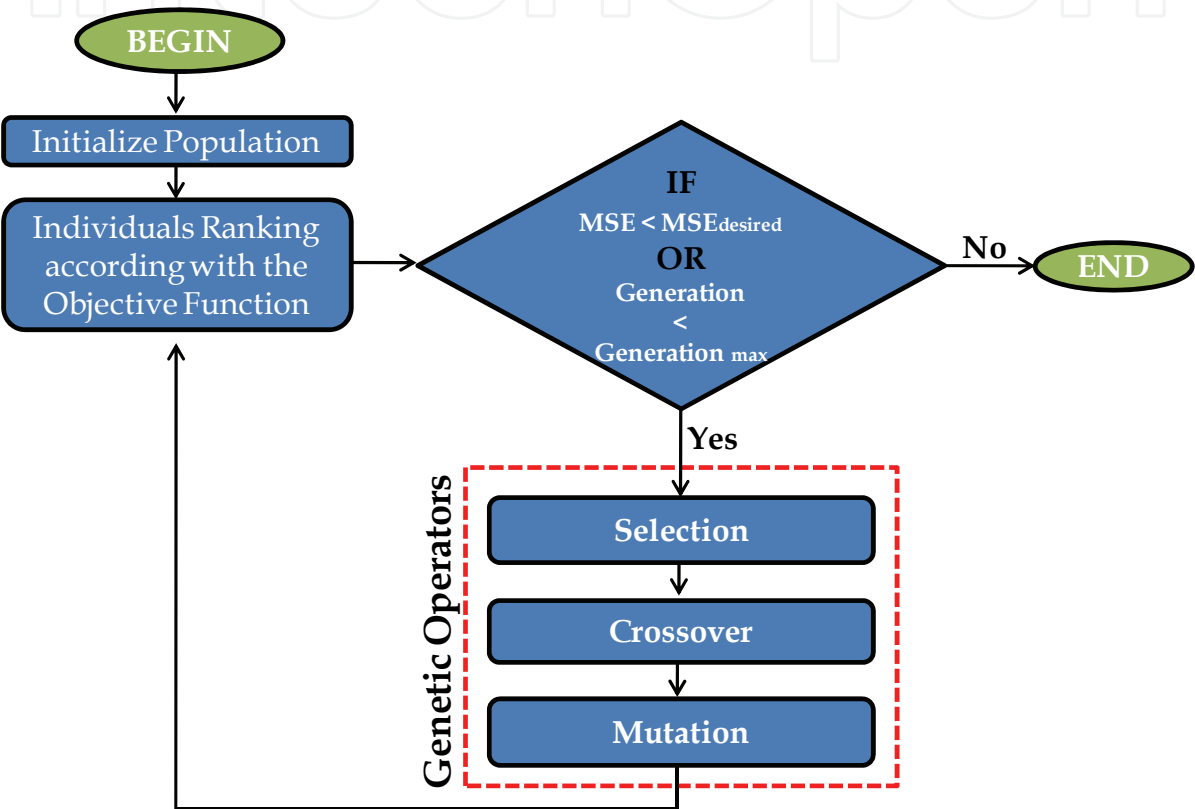 BEGIN
Initialize Population
Individuals Ranking
according with the
Objective Function
IF
MSE < MSEdesired
OR
Generation
<
Generation max
No
END
Yes
Genetic Operators
Selection
Crossover
Mutation